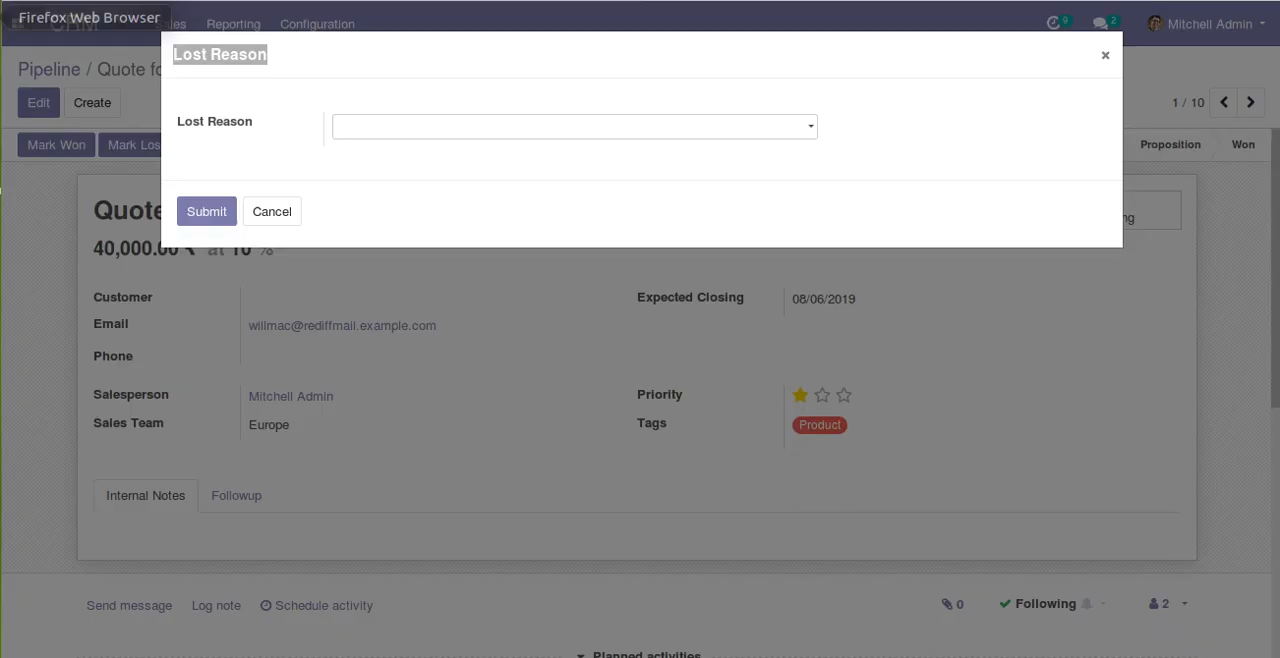 Firefox Web Browser
CRM Sales Reporting Configuration 9 2 Mitchell Admin
Lost Reason ×
Pipeline / Quote fo
Edit Create 1 / 10
Lost Reason
Mark Won Mark Los Proposition Won
Submit Cancel
Quote ng
40,000.00 ₹ at 10 %
Customer Expected Closing 08/06/2019
Email willmac@rediffmail.example.com
Phone
Salesperson Mitchell Admin Priority
Sales Team Europe Tags Product
Internal Notes Followup
Send message Log note Schedule activity 0 Following 2
Planned activities